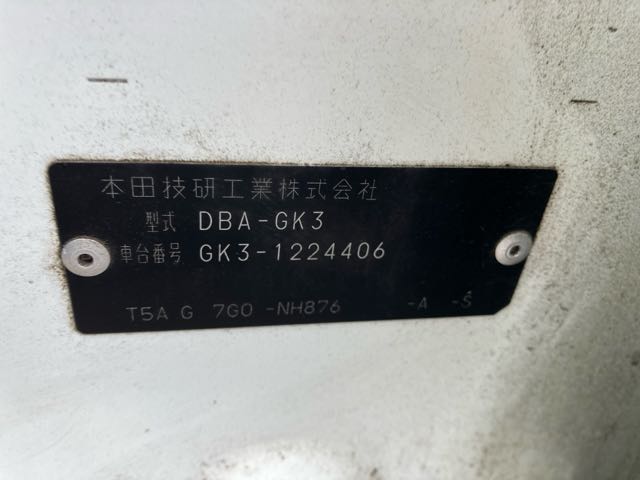 本田技研工業株式会社
型式 DBA-GK3
車台番号 GK3-1224406
T5A G 7G0 -NH876 -A -S